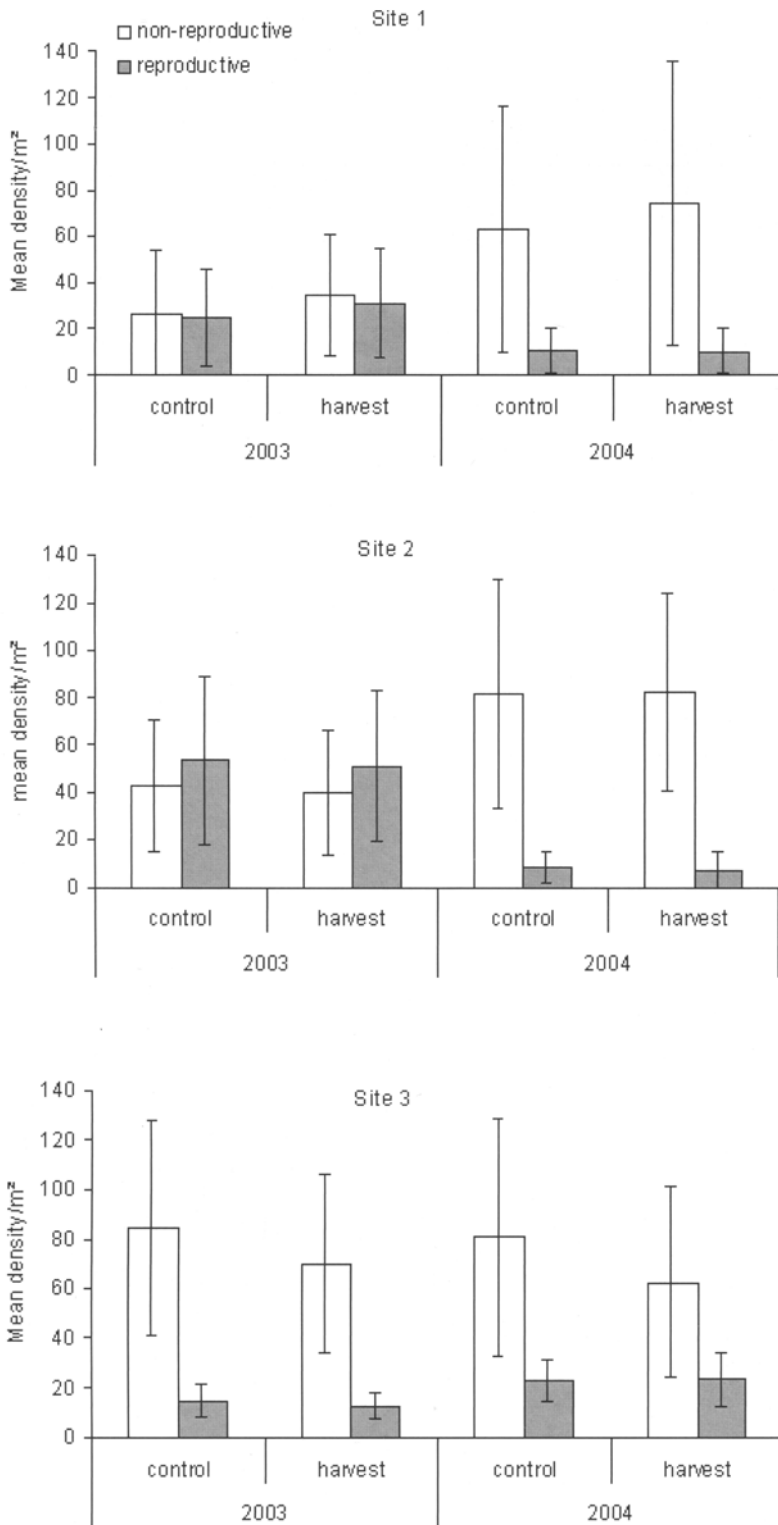 Site 1
non-reproductive
reproductive
Mean density/m²
140
120
100
80
60
40
20
0
control harvest control harvest
2003 2004
Site 2
mean density/m²
140
120
100
80
60
40
20
0
control harvest control harvest
2003 2004
Site 3
Mean density/m²
140
120
100
80
60
40
20
0
control harvest control harvest
2003 2004